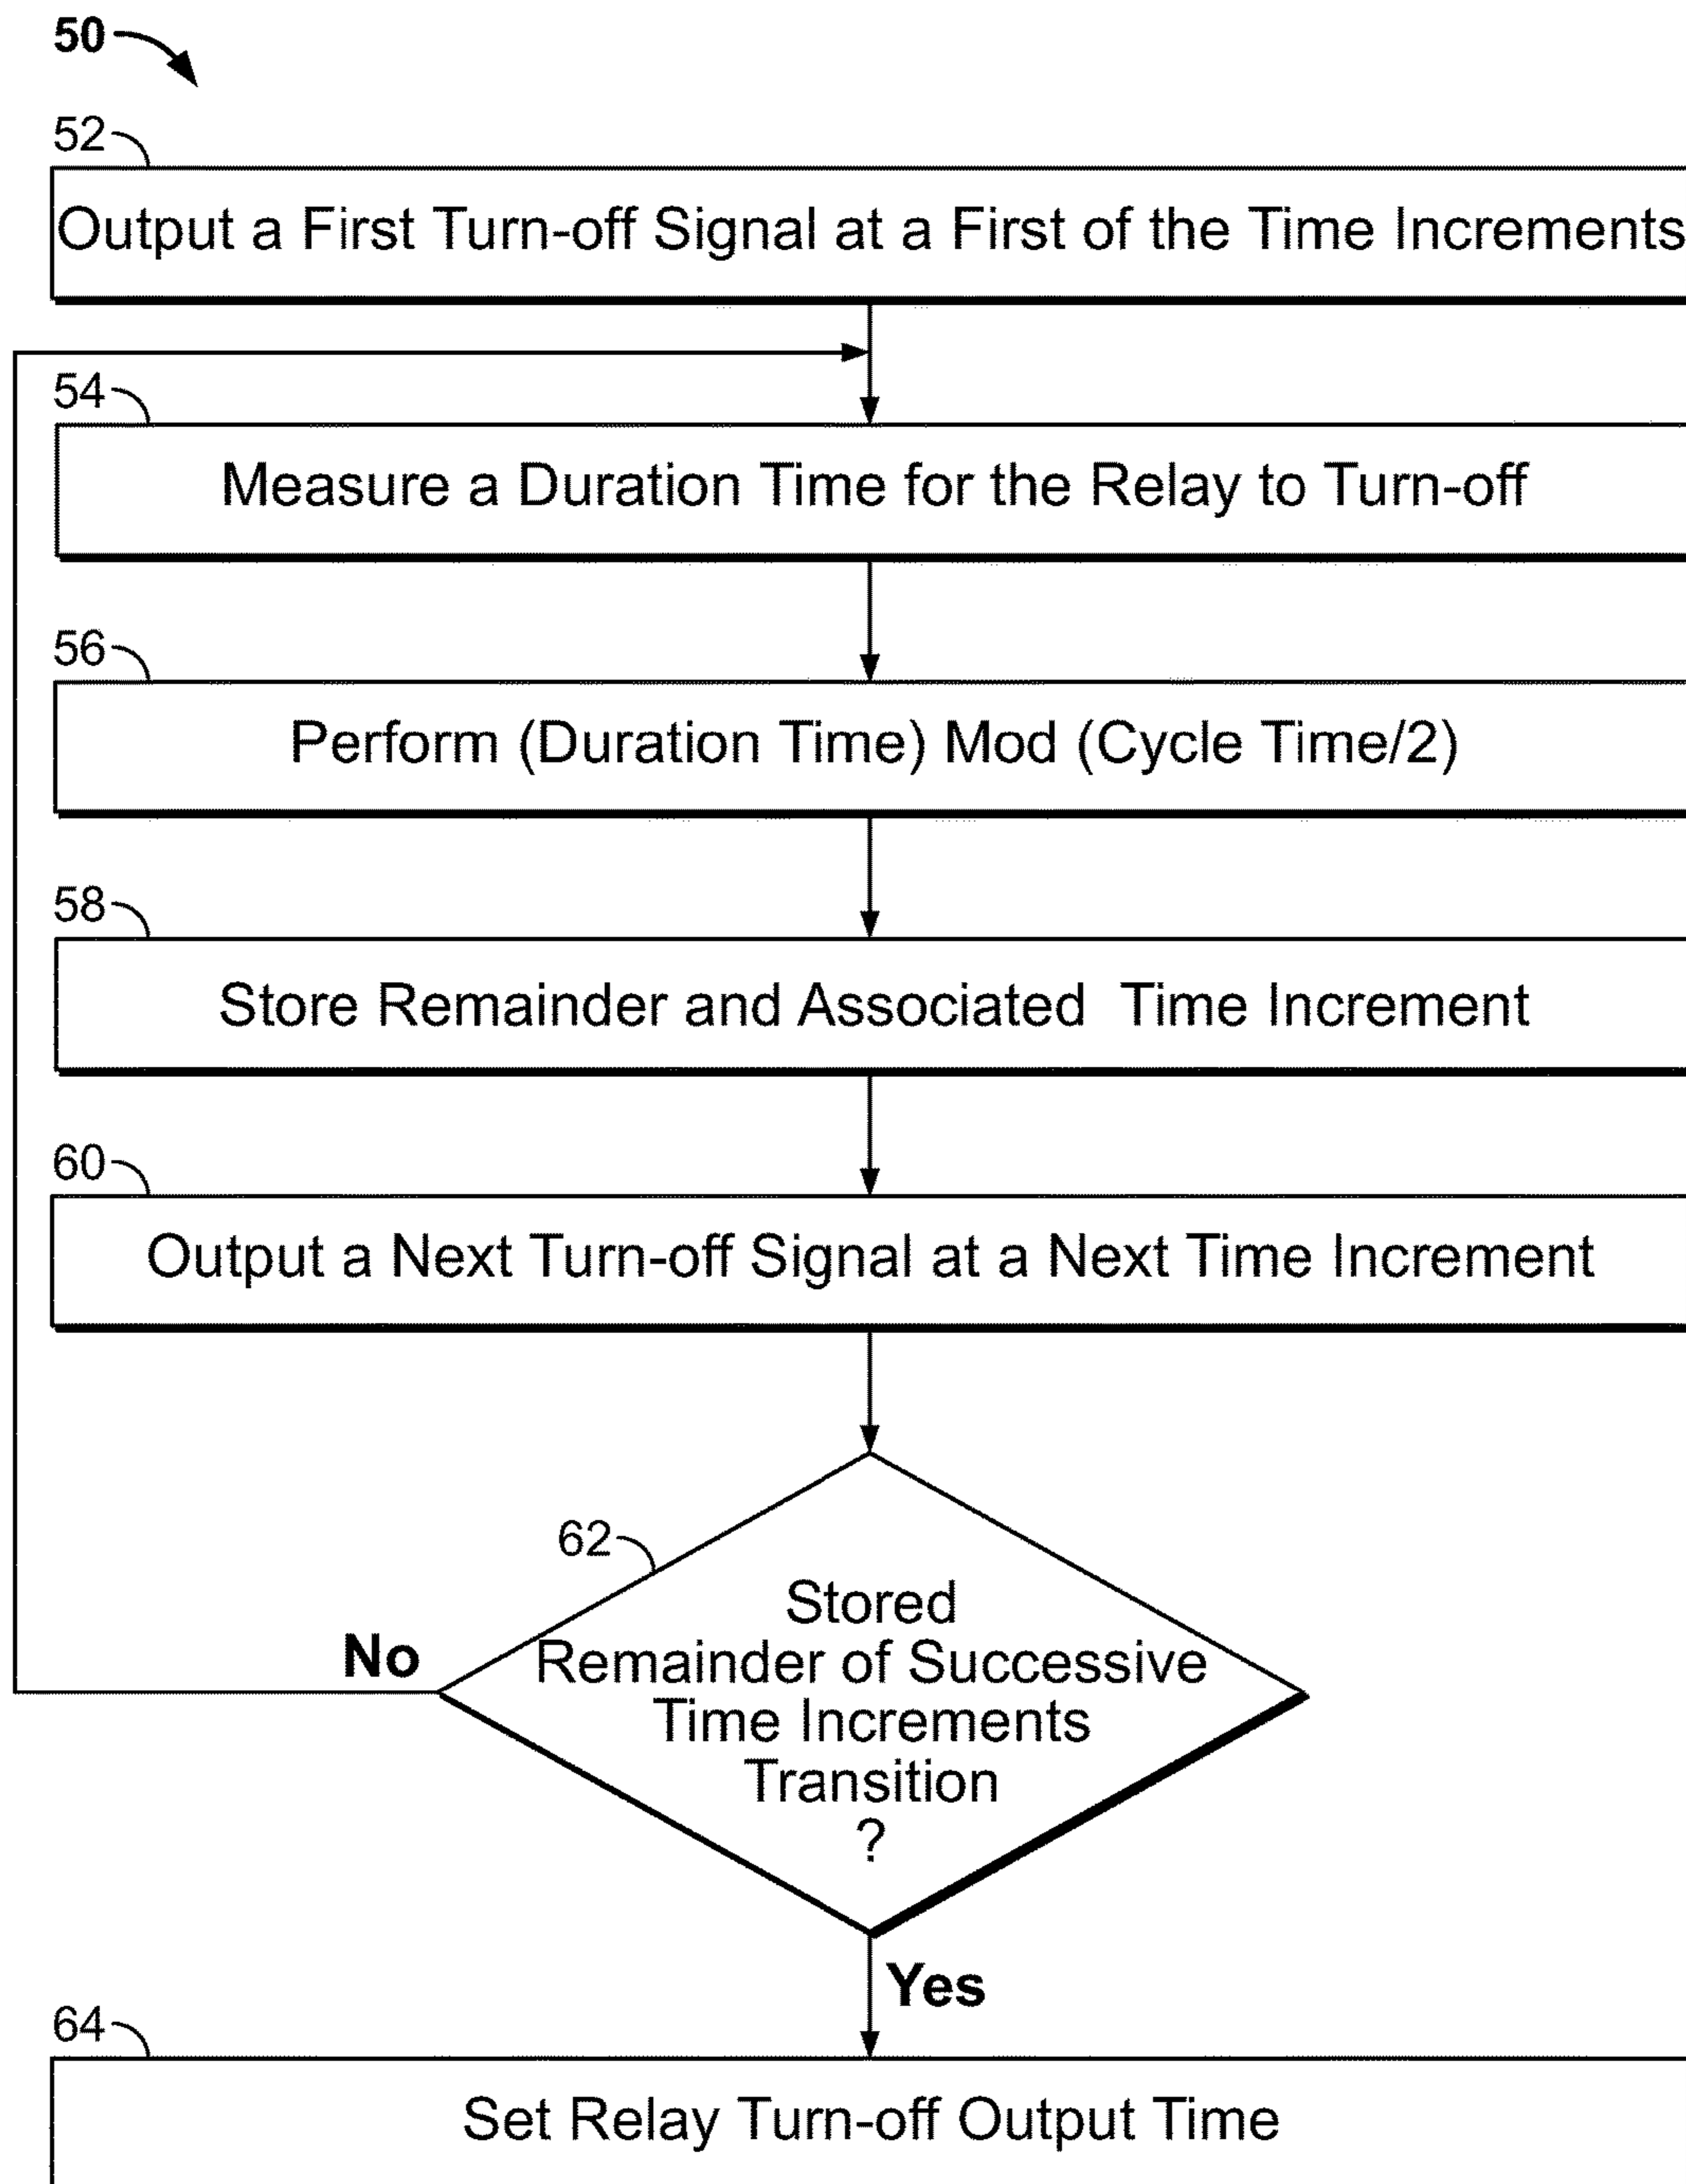 50
52
Output a First Turn-off Signal at a First of the Time Increments
54
Measure a Duration Time for the Relay to Turn-off
56
Perform (Duration Time) Mod (Cycle Time/2)
58
Store Remainder and Associated Time Increment
60
Output a Next Turn-off Signal at a Next Time Increment
62
Stored
Remainder of Successive
Time Increments
Transition
?
No
Yes
64
Set Relay Turn-off Output Time